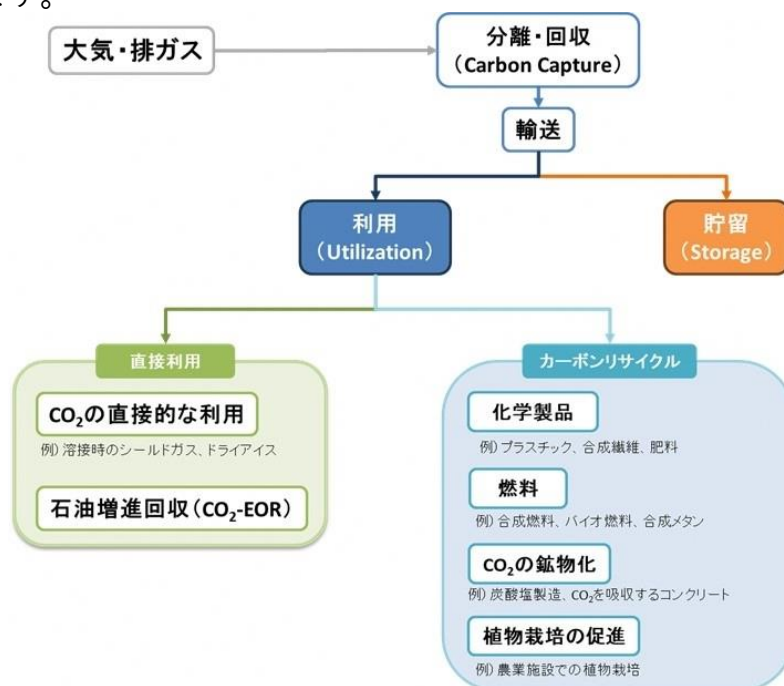 ます。
大気・排ガス
分離・回収
（Carbon Capture）
輸送
利用
（Utilization）
貯留
（Storage）
直接利用
CO₂の直接的な利用
例) 溶接時のシールドガス、ドライアイス
石油増進回収（CO₂-EOR）
カーボンリサイクル
化学製品
例) プラスチック、合成繊維、肥料
燃料
例) 合成燃料、バイオ燃料、合成メタン
CO₂の鉱物化
例) 炭酸塩製造、CO₂を吸収するコンクリート
植物栽培の促進
例) 農業施設での植物栽培